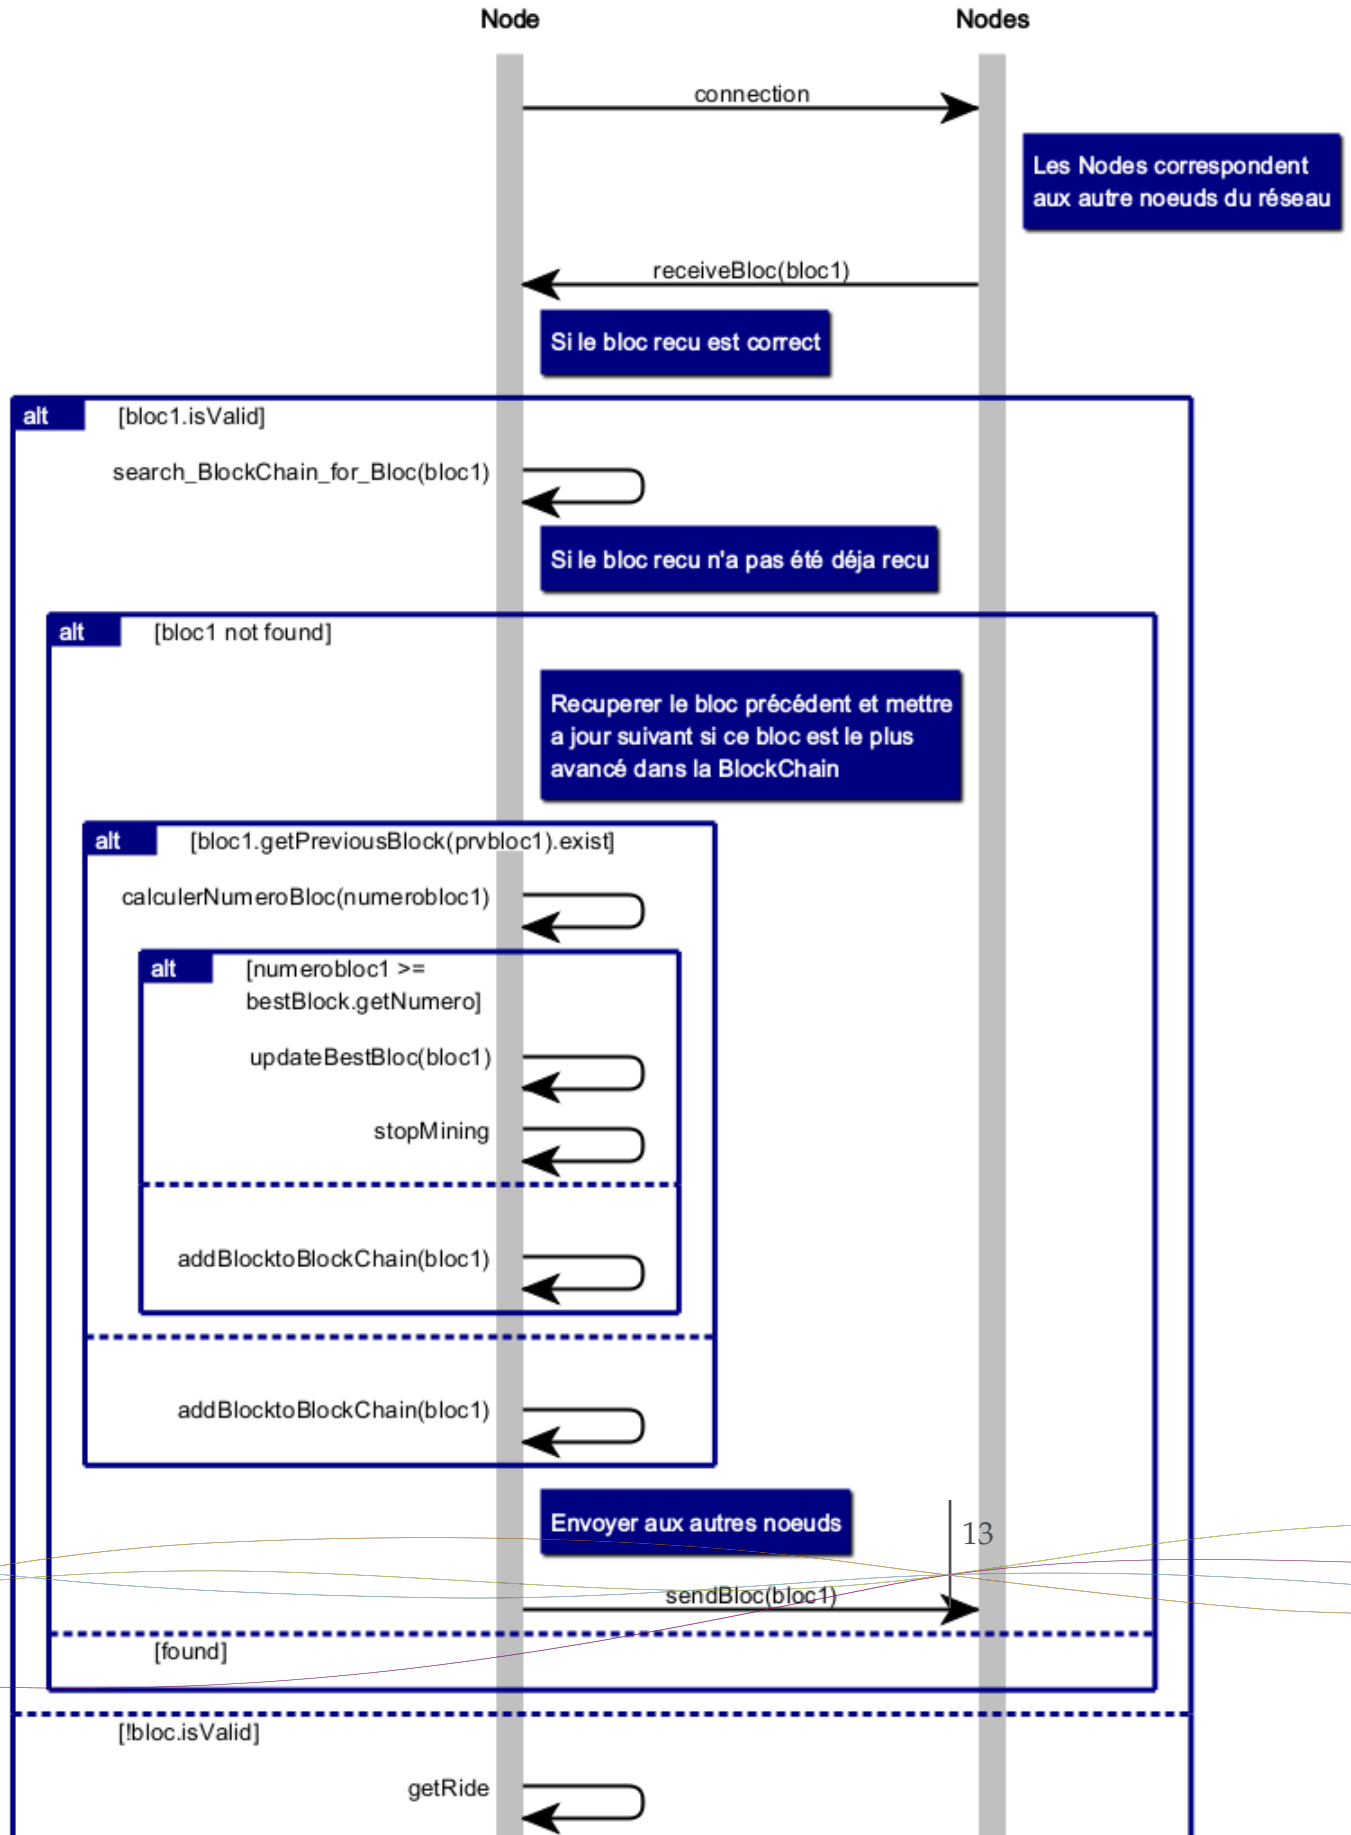 Node
Nodes
connection
Les Nodes correspondent
aux autre noeuds du réseau
receiveBloc(bloc1)
Si le bloc recu est correct
alt [bloc1.isValid]
search_BlockChain_for_Bloc(bloc1)
Si le bloc recu n'a pas été déja recu
alt [bloc1 not found]
Recuperer le bloc précédent et mettre
a jour suivant si ce bloc est le plus
avancé dans la BlockChain
alt [bloc1.getPreviousBlock(prvbloc1).exist]
calculerNumeroBloc(numerobloc1)
alt [numerobloc1 >=
bestBlock.getNumero]
updateBestBloc(bloc1)
stopMining
addBlocktoBlockChain(bloc1)
addBlocktoBlockChain(bloc1)
Envoyer aux autres noeuds
13
sendBloc(bloc1)
[found]
[!bloc.isValid]
getRide